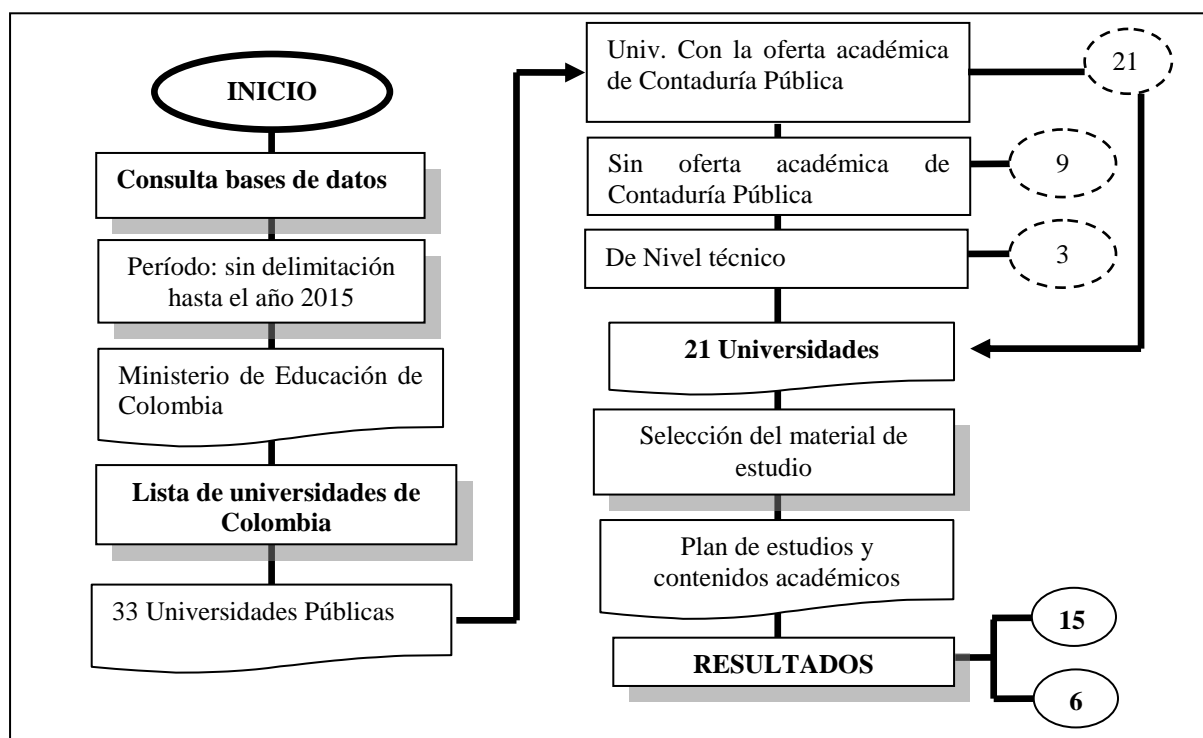 INICIO
Consulta bases de datos
Período: sin delimitación
hasta el año 2015
Ministerio de Educación de
Colombia
Lista de universidades de
Colombia
33 Universidades Públicas
Univ. Con la oferta académica
de Contaduría Pública
21
Sin oferta académica de
Contaduría Pública
9
De Nivel técnico
3
21 Universidades
Selección del material de
estudio
Plan de estudios y
contenidos académicos
RESULTADOS
15
6